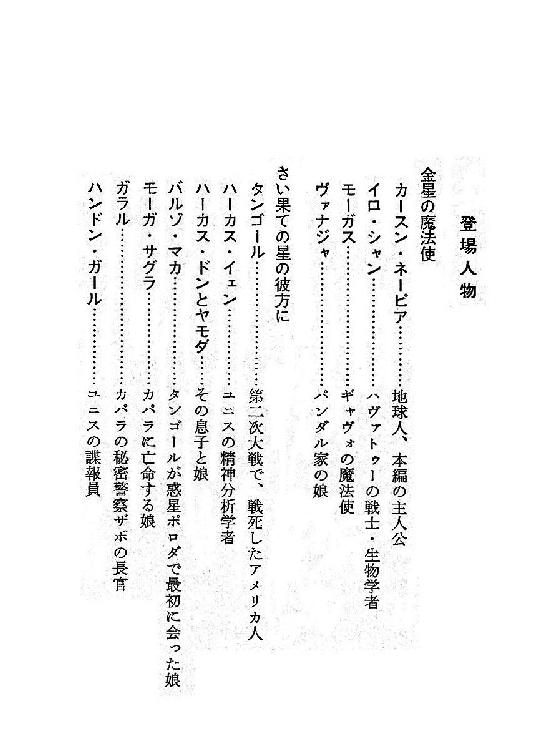 登場人物
金星の魔法使
カースン・ネーピア…………地球人、本編の主人公
イロ・シャン………………ハヴァトゥーの戦士・生物学者
モーガス……………………ギャヴォの魔法使
ヴァナジャ…………………パンダル家の娘
さい果ての星の彼方に
タンゴール…………………第二次大戦で、戦死したアメリカ人
ハーカス・イェン…………ユニスの精神分析学者
ハーカス・ドンとヤモダ……その息子と娘
バルゾ・マカ………………タンゴールが惑星ポロダで最初に会った娘
モーガ・サグラ……………カパラに亡命する娘
ガラル………………………カパラの秘密警察ザボの長官
ハンドン・ガール…………ユニスの諜報員